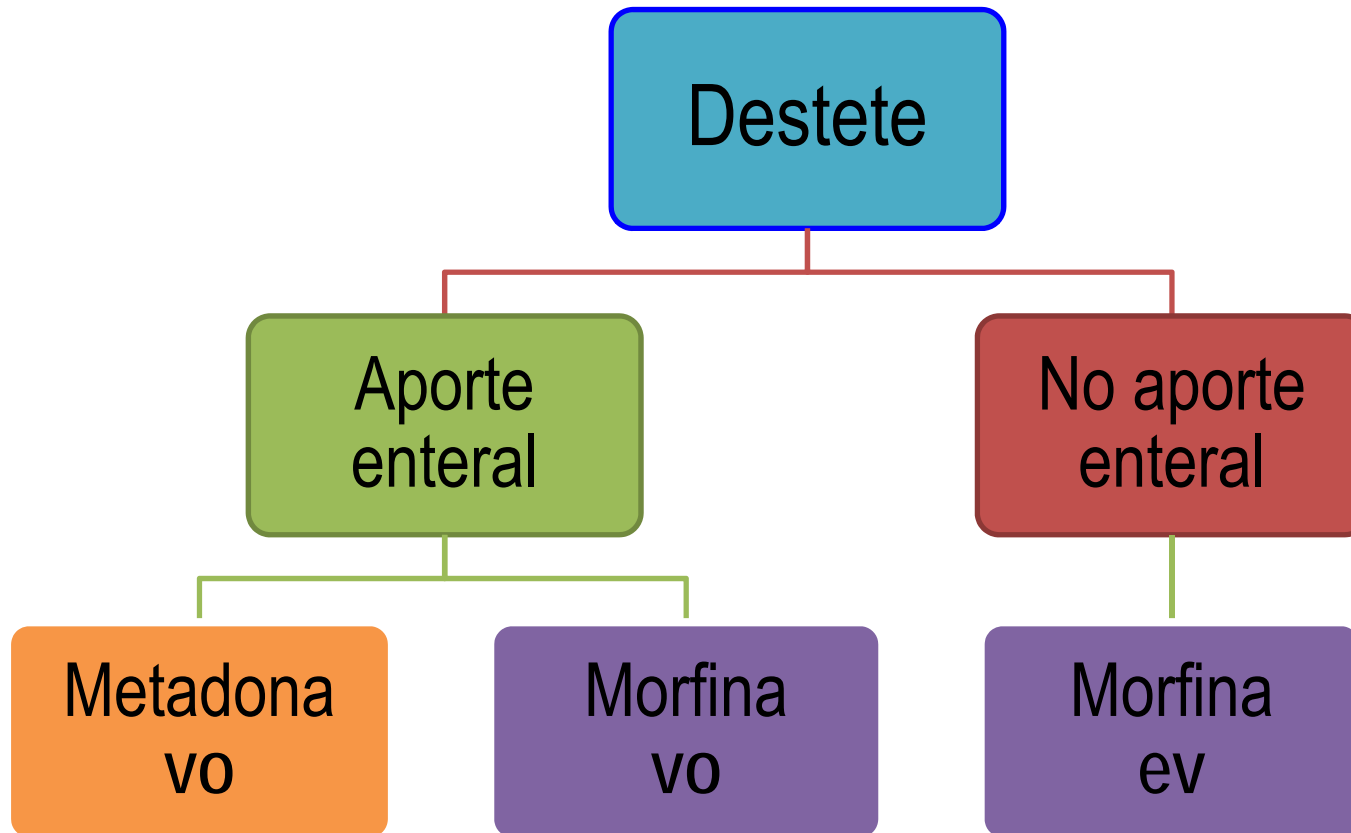 Destete
Aporte
enteral
No aporte
enteral
Metadona
vo
Morfina
vo
Morfina
ev